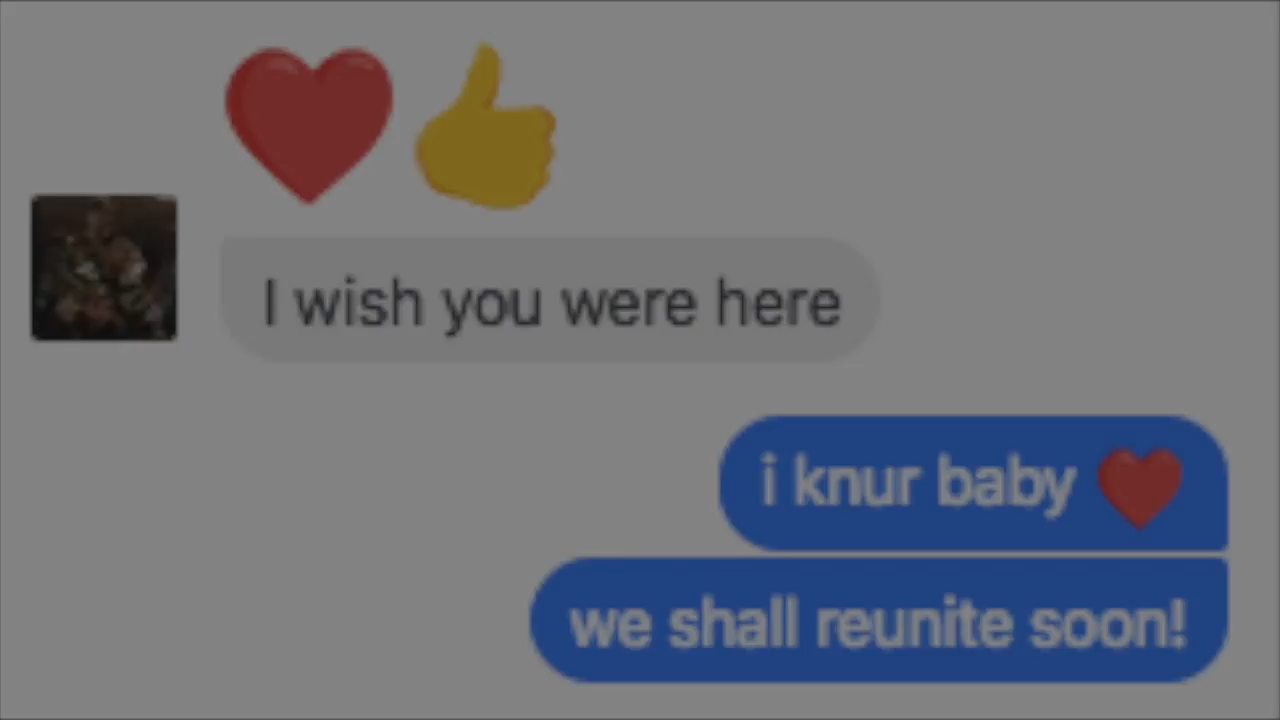 ❤️👍
I wish you were here
i knur baby ❤️
we shall reunite soon!